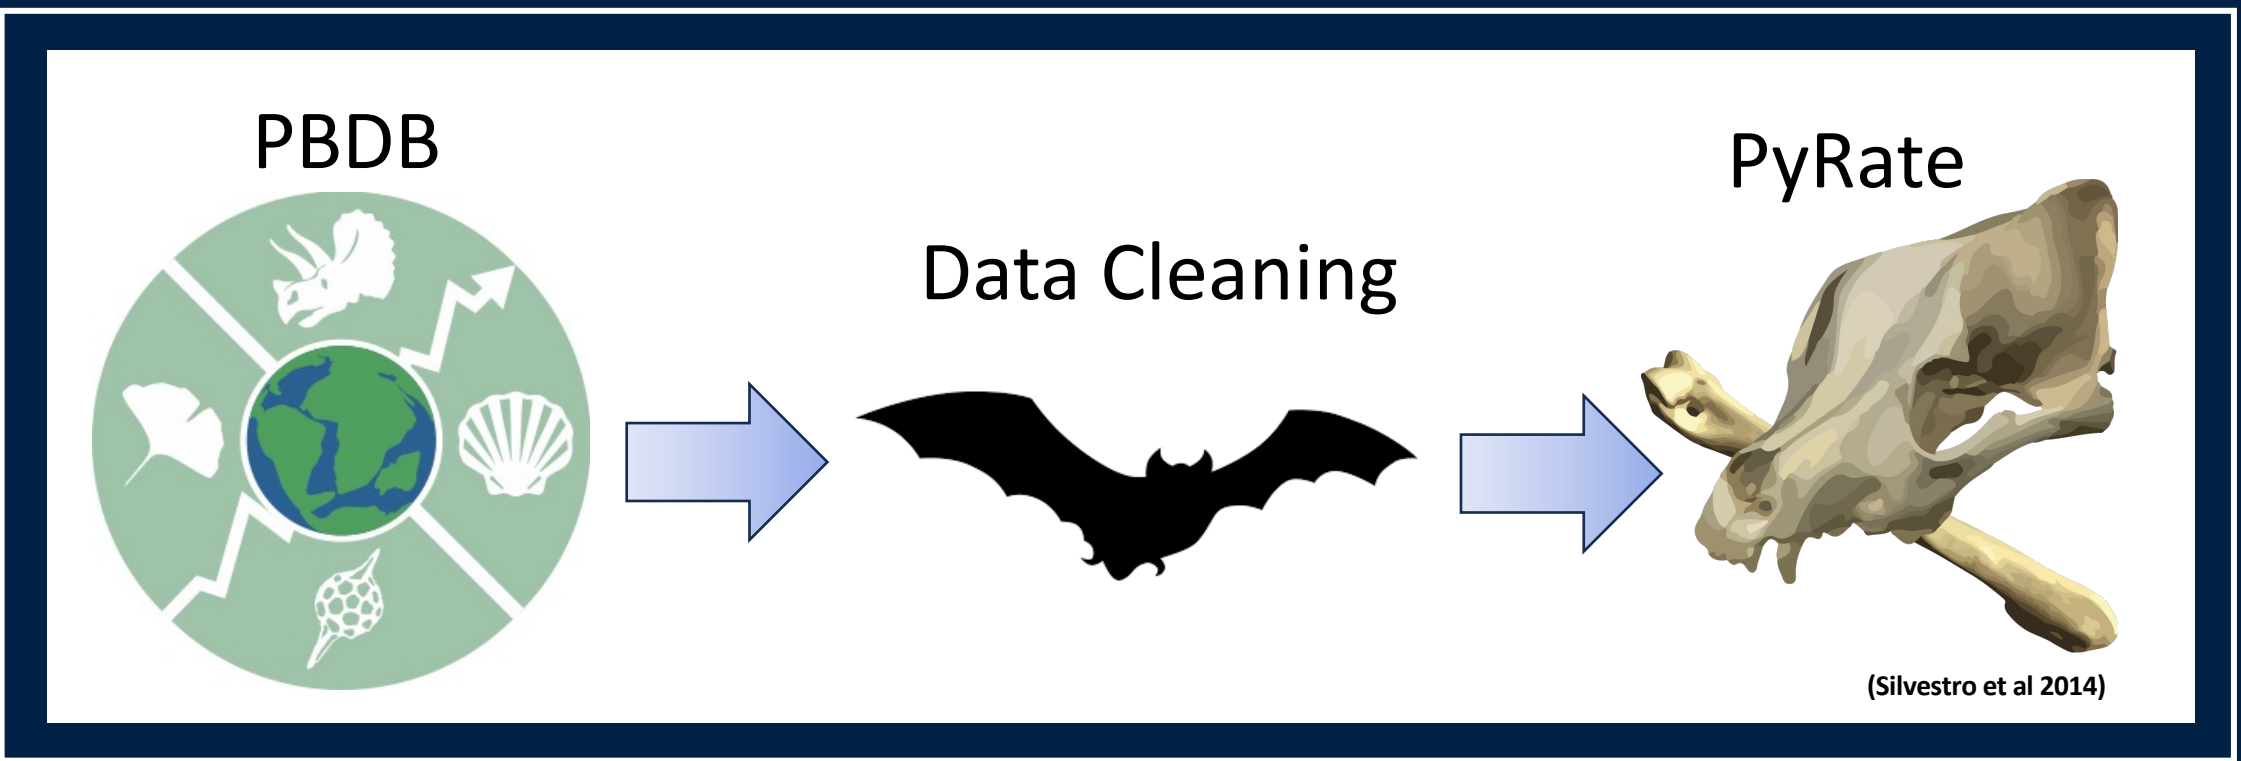 PBDB
Data Cleaning
PyRate
(Silvestro et al 2014)